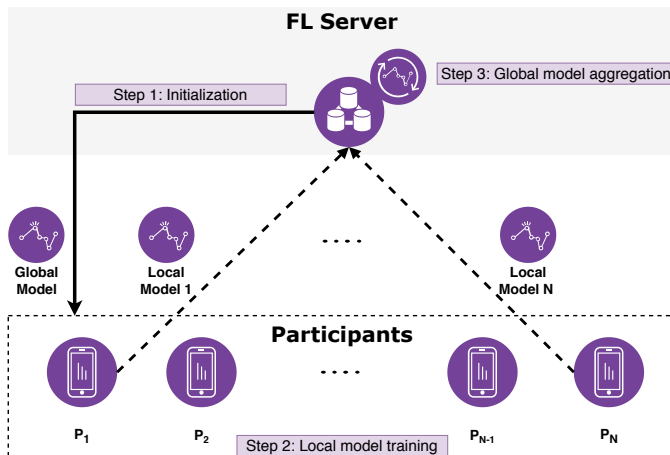 FL Server
Step 3: Global model aggregation
Step 1: Initialization
Global
Model
Local
Model 1
. . . .
Local
Model N
Participants
. . . .
P1
P2
PN-1
PN
Step 2: Local model training